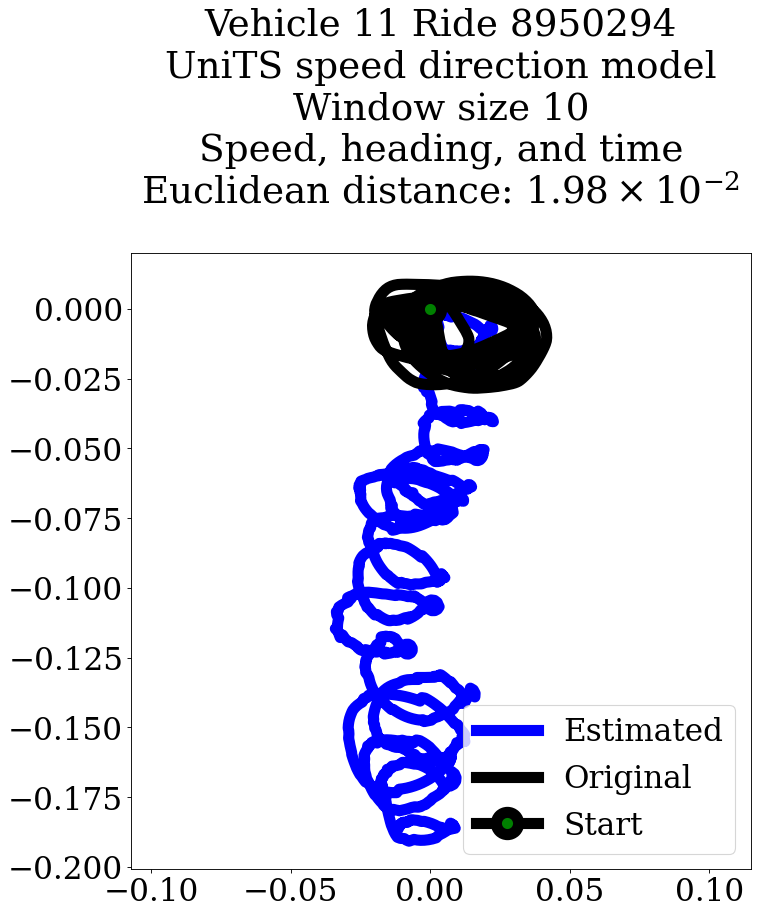 Vehicle 11 Ride 8950294
UniTS speed direction model
Window size 10
Speed, heading, and time
Euclidean distance: 1.98 × 10⁻²
0.000
−0.025
−0.050
−0.075
−0.100
−0.125
−0.150
−0.175
−0.200
Estimated
Original
Start
−0.10
−0.05
0.00
0.05
0.10